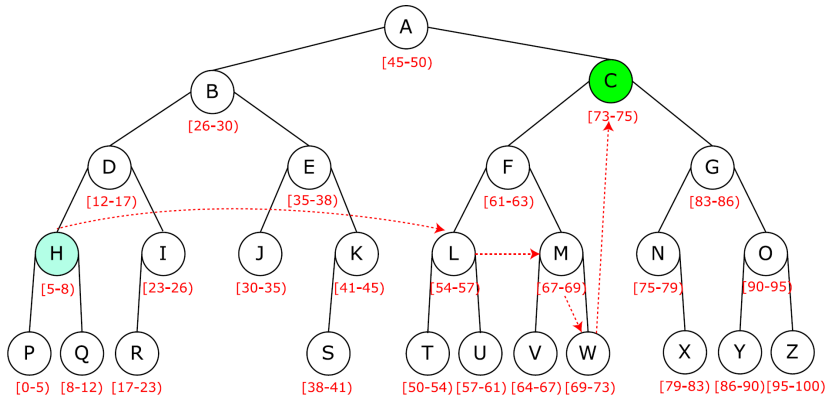 A
[45-50)
B
C
[26-30)
[73-75)
D
E
F
G
[12-17)
[35-38)
[61-63)
[83-86)
H
I
J
K
L
M
N
O
[5-8)
[23-26)
[30-35)
[41-45)
[54-57)
[67-69)
[75-79)
[90-95)
P
Q
R
S
T
U
V
W
X
Y
Z
[0-5)
[8-12)
[17-23)
[38-41)
[50-54)
[57-61)
[64-67)
[69-73)
[79-83)
[86-90)
[95-100)